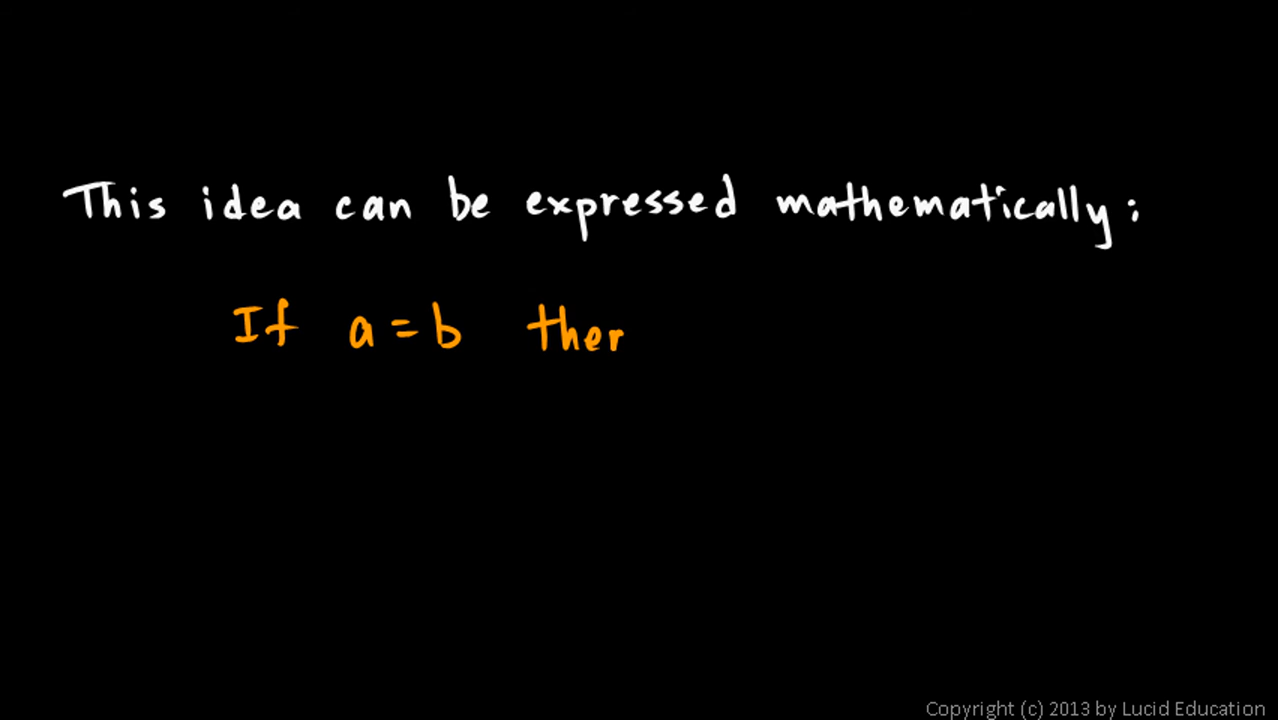 This idea can be expressed mathematically:
If a = b ther
Copyright (c) 2013 by Lucid Education